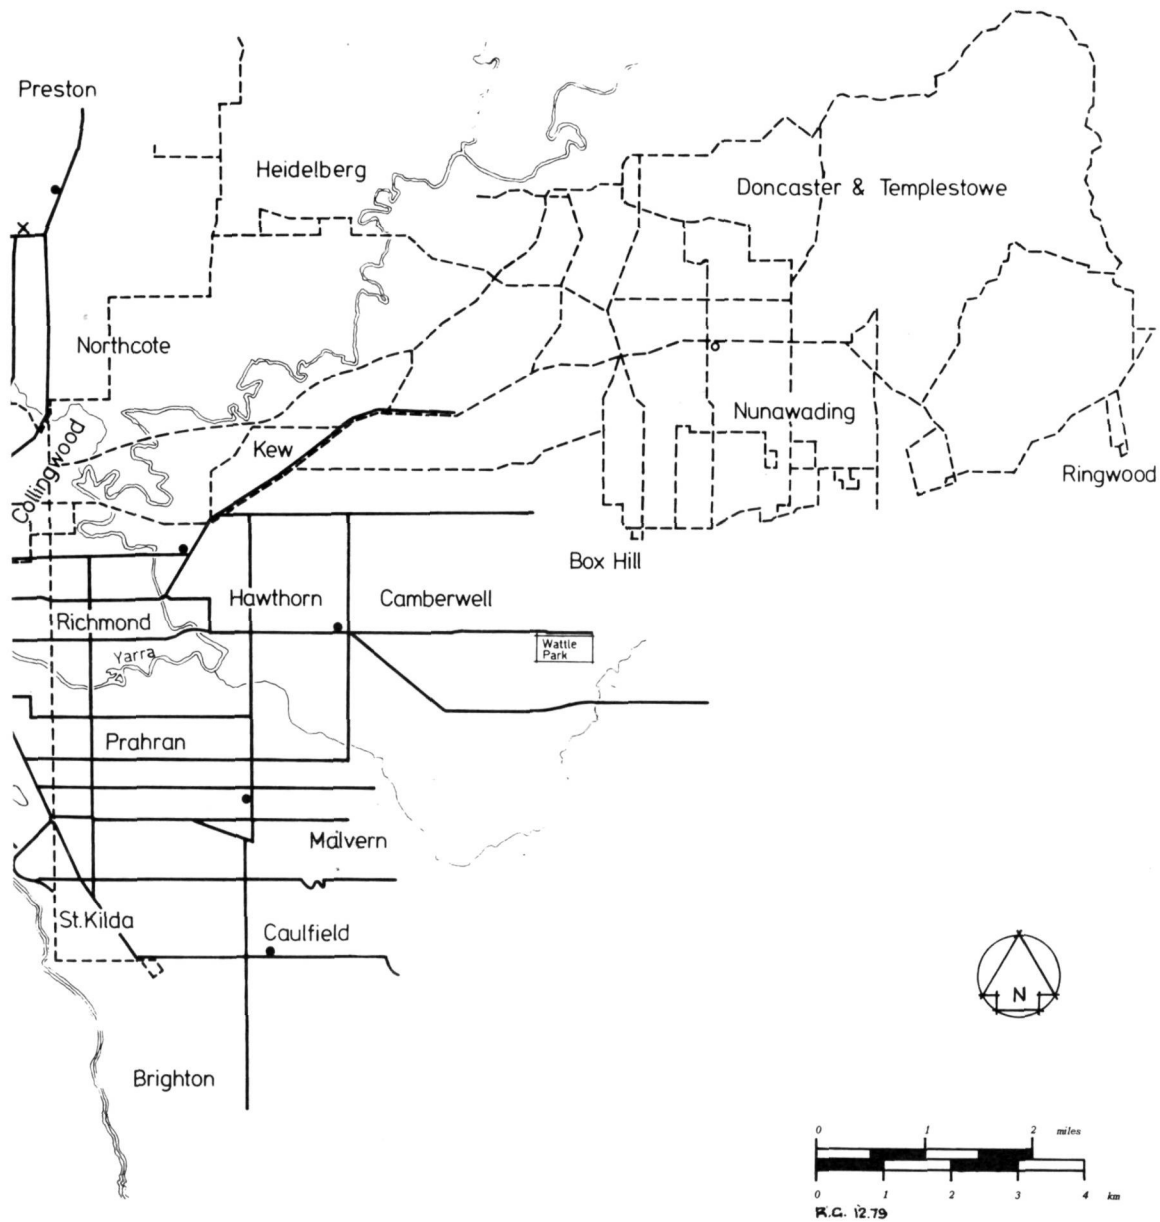 Preston
Heidelberg
Doncaster & Templestowe
Northcote
Nunawading
Kew
Collingwood
Ringwood
Box Hill
Hawthorn
Camberwell
Richmond
Wattle
Park
Yarra
Prahran
Malvern
St.Kilda
Caulfield
N
Brighton
0 1 2 miles
0 1 2 3 4 km
R.G. 12.79